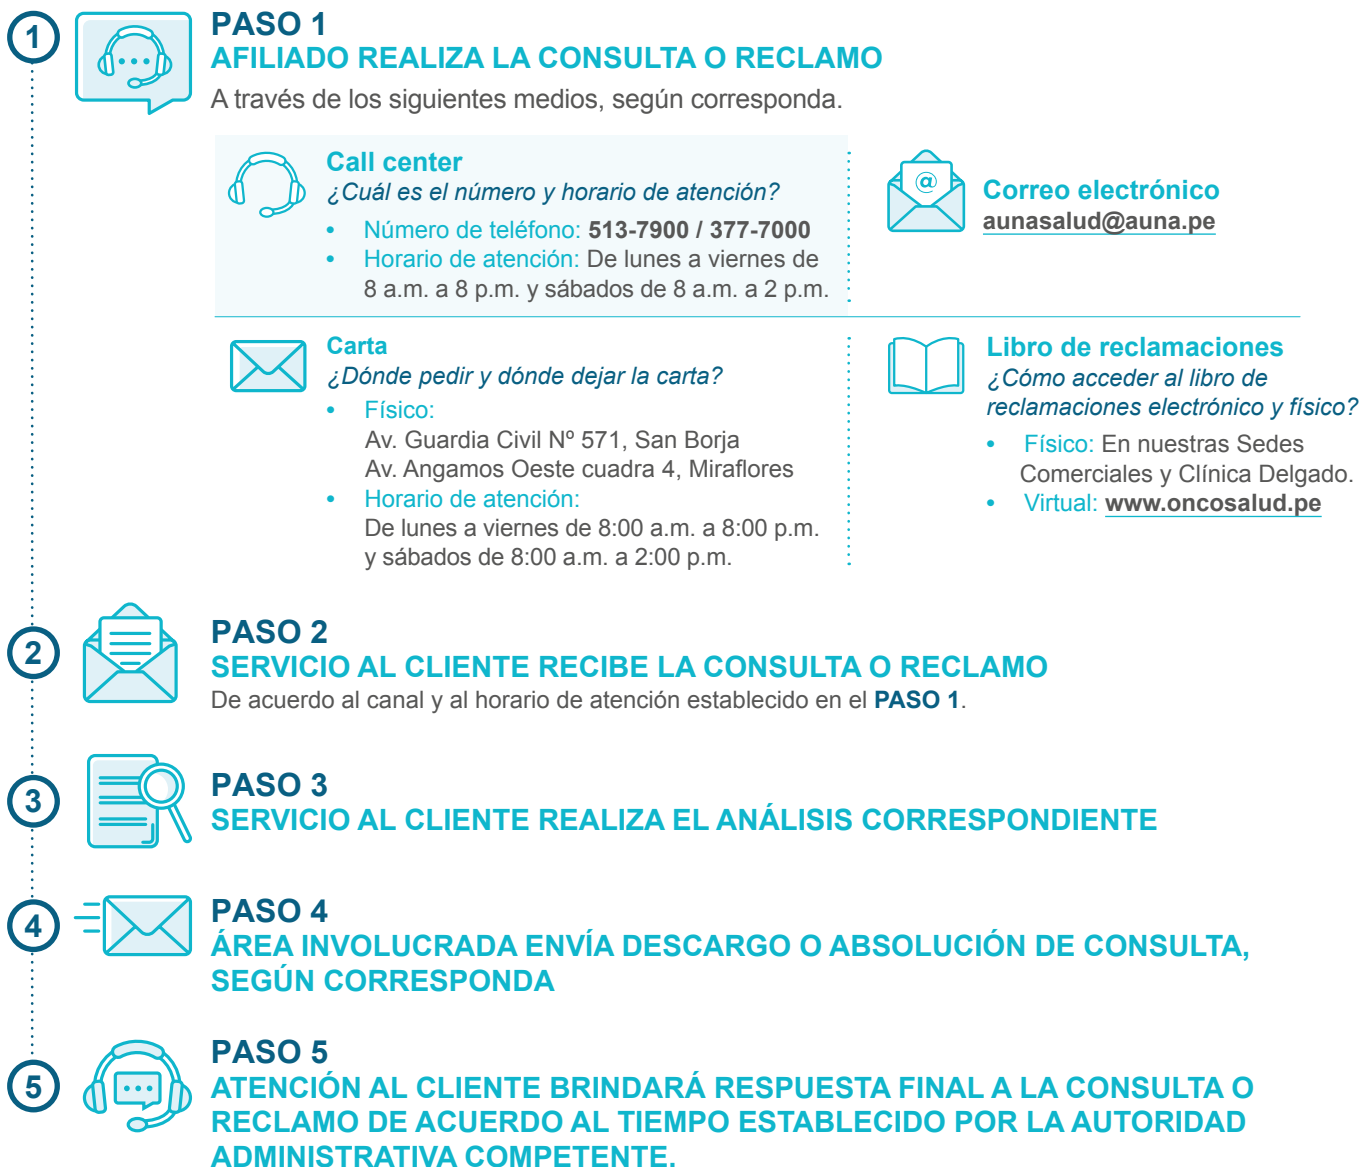 1
PASO 1
AFILIADO REALIZA LA CONSULTA O RECLAMO
A través de los siguientes medios, según corresponda.
Call center
¿Cuál es el número y horario de atención?
• Número de teléfono: 513-7900 / 377-7000
• Horario de atención: De lunes a viernes de
8 a.m. a 8 p.m. y sábados de 8 a.m. a 2 p.m.
@
Correo electrónico
aunasalud@auna.pe
Carta
¿Dónde pedir y dónde dejar la carta?
• Físico:
Av. Guardia Civil Nº 571, San Borja
Av. Angamos Oeste cuadra 4, Miraflores
• Horario de atención:
De lunes a viernes de 8:00 a.m. a 8:00 p.m.
y sábados de 8:00 a.m. a 2:00 p.m.
Libro de reclamaciones
¿Cómo acceder al libro de
reclamaciones electrónico y físico?
• Físico: En nuestras Sedes
Comerciales y Clínica Delgado.
• Virtual: www.oncosalud.pe
2
PASO 2
SERVICIO AL CLIENTE RECIBE LA CONSULTA O RECLAMO
De acuerdo al canal y al horario de atención establecido en el PASO 1.
3
PASO 3
SERVICIO AL CLIENTE REALIZA EL ANÁLISIS CORRESPONDIENTE
4
PASO 4
ÁREA INVOLUCRADA ENVÍA DESCARGO O ABSOLUCIÓN DE CONSULTA,
SEGÚN CORRESPONDA
5
PASO 5
ATENCIÓN AL CLIENTE BRINDARÁ RESPUESTA FINAL A LA CONSULTA O
RECLAMO DE ACUERDO AL TIEMPO ESTABLECIDO POR LA AUTORIDAD
ADMINISTRATIVA COMPETENTE.